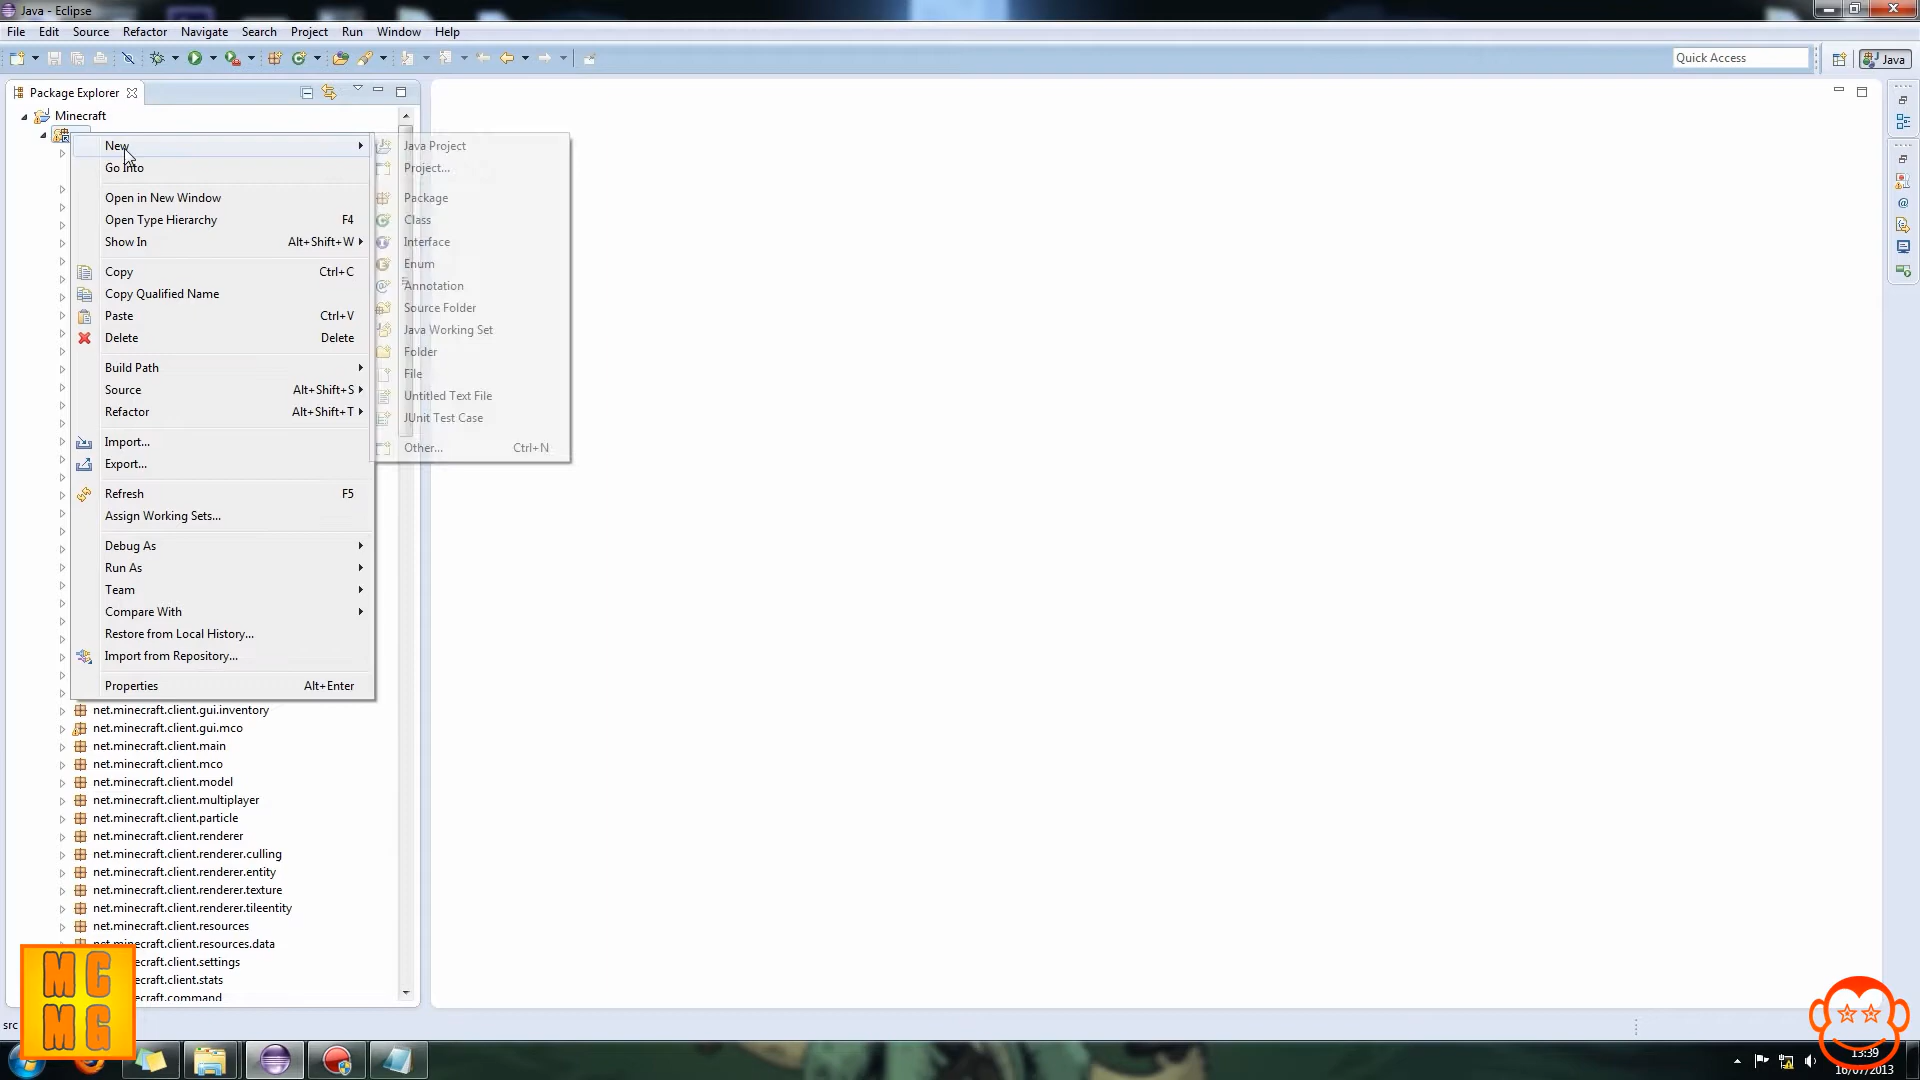 Java - Eclipse
File Edit Source Refactor Navigate Search Project Run Window Help
Quick Access
Java
Package Explorer
Minecraft
New
Go Into
Open in New Window
Open Type Hierarchy F4
Show In Alt+Shift+W
Copy Ctrl+C
Copy Qualified Name
Paste Ctrl+V
Delete Delete
Build Path
Source Alt+Shift+S
Refactor Alt+Shift+T
Import...
Export...
Refresh F5
Assign Working Sets...
Debug As
Run As
Team
Compare With
Restore from Local History...
Import from Repository...
Properties Alt+Enter
Java Project
Project...
Package
Class
Interface
Enum
Annotation
Source Folder
Java Working Set
Folder
File
Untitled Text File
JUnit Test Case
Other... Ctrl+N
net.minecraft.client.gui.inventory
net.minecraft.client.gui.mco
net.minecraft.client.main
net.minecraft.client.mco
net.minecraft.client.model
net.minecraft.client.multiplayer
net.minecraft.client.particle
net.minecraft.client.renderer
net.minecraft.client.renderer.culling
net.minecraft.client.renderer.entity
net.minecraft.client.renderer.texture
net.minecraft.client.renderer.tileentity
net.minecraft.client.resources
net.minecraft.client.resources.data
ecraft.client.settings
ecraft.client.stats
ecraft.command
src
MC
MG
13:39
16/07/2013